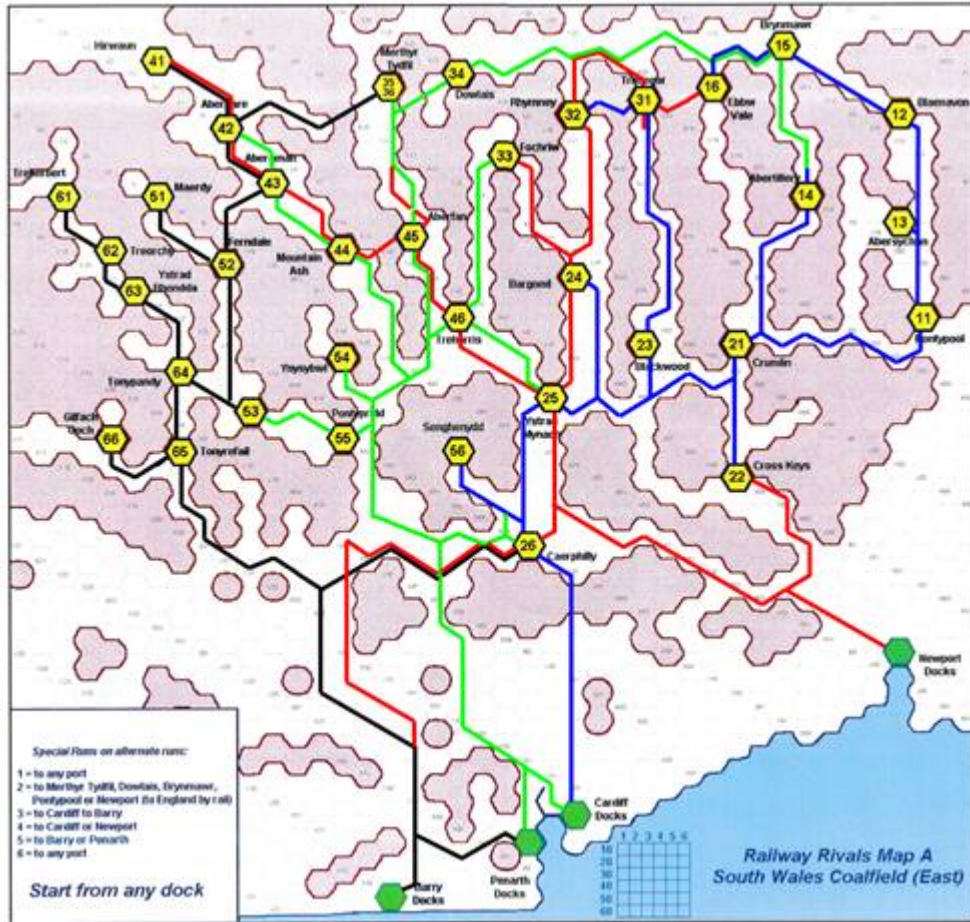 Brynmawr
15
Hirwaun
41
Merthyr
Tydfil
35
36
34
Dowlais
Rhymney
32
31
16
Ebbw
Vale
12
Blaenavon
42
33
Fochriw
Maerdy
43
51
61
14
Abertillery
13
Abersychan
Ferndale
62
Treorchy
Mountain
Ash
44
45
Aberfan
52
Ystrad
Rhondda
63
Bargoed
24
46
11
Pontypool
54
23
Blackwood
21
Crumlin
64
Tonypandy
25
Ystrad
Mynach
53
Gilfach
Goch
66
55
Senghenydd
56
65
Tonyrefail
22
Cross Keys
26
Caerphilly
Newport
Docks
Special Runs on alternate runs:
1 = to any port
2 = to Merthyr Tydfil, Dowlais, Brynmawr,
Pontypool or Newport (to England by rail)
3 = to Cardiff to Barry
4 = to Cardiff or Newport
5 = to Barry or Penarth
6 = to any port
Start from any dock
Cardiff
Docks
Penarth
Docks
Barry
Docks
1 2 3 4 5 6
10
20
30
40
50
60
Railway Rivals Map A
South Wales Coalfield (East)